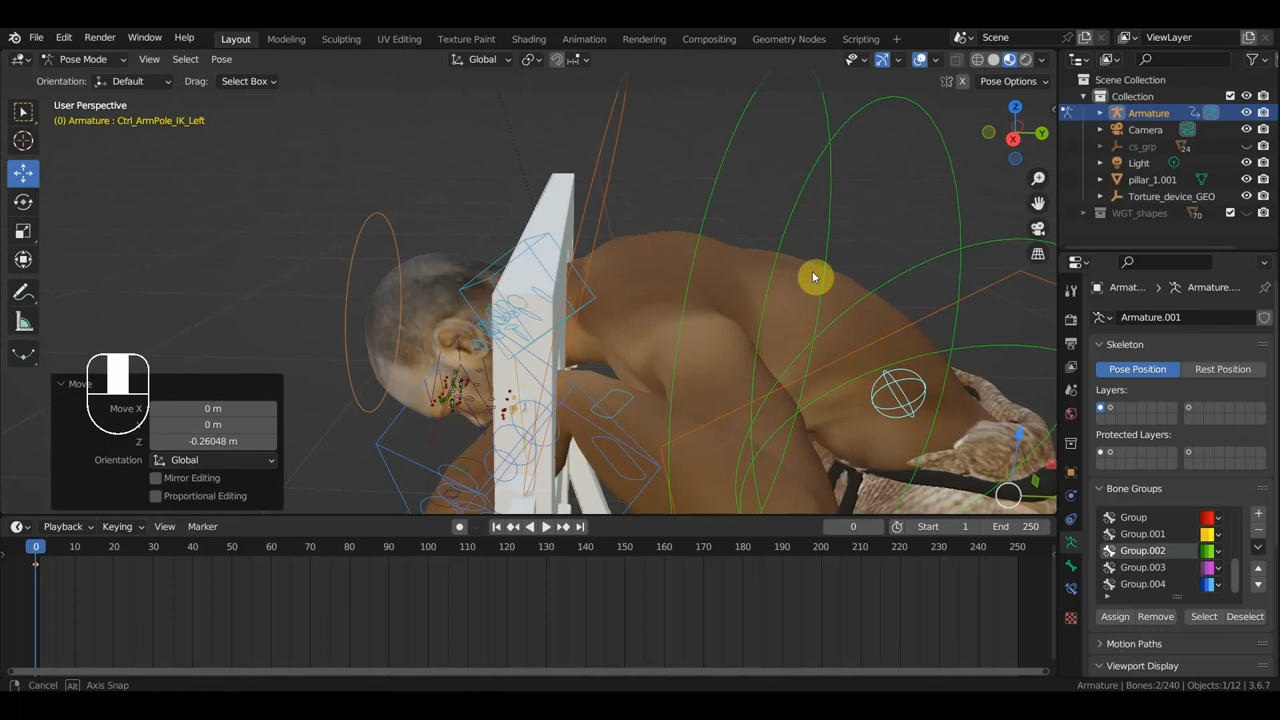 File Edit Render Window Help Layout Modeling Sculpting UV Editing Texture Paint Shading Animation Rendering Compositing Geometry Nodes Scripting + Scene ViewLayer
Pose Mode View Select Pose Global
Orientation: Default Drag: Select Box X Pose Options
User Perspective
(0) Armature : Ctrl_ArmPole_IK_Left
Z
Y
X
Move
Move X 0 m
Y 0 m
Z -0.26048 m
Orientation Global
Mirror Editing
Proportional Editing
Scene Collection
Collection
Armature
Camera
cs_grp 24
Light
pillar_1.001
Torture_device_GEO
WGT_shapes 70
Armat... Armature....
Armature.001
Skeleton
Pose Position Rest Position
Layers:
Protected Layers:
Bone Groups
Group
Group.001
Group.002
Group.003
Group.004
Assign Remove Select Deselect
Motion Paths
Viewport Display
Playback Keying View Marker 0 Start 1 End 250
0 10 20 30 40 50 60 70 80 90 100 110 120 130 140 150 160 170 180 190 200 210 220 230 240 250
Cancel Alt Axis Snap Armature | Bones:2/240 | Objects:1/12 | 3.6.7